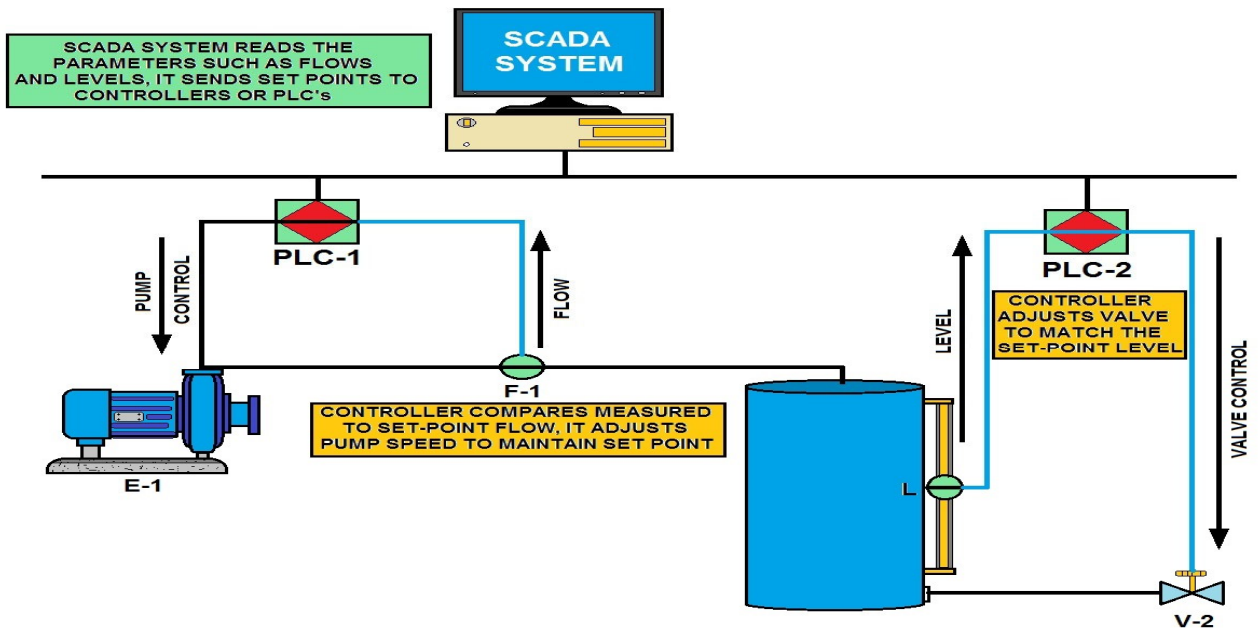 SCADA SYSTEM READS THE
PARAMETERS SUCH AS FLOWS
AND LEVELS, IT SENDS SET POINTS TO
CONTROLLERS OR PLC's
SCADA
SYSTEM
PLC-1
PLC-2
PUMP
CONTROL
FLOW
LEVEL
CONTROLLER
ADJUSTS VALVE
TO MATCH THE
SET-POINT LEVEL
VALVE CONTROL
F-1
CONTROLLER COMPARES MEASURED
TO SET-POINT FLOW, IT ADJUSTS
PUMP SPEED TO MAINTAIN SET POINT
E-1
L
V-2